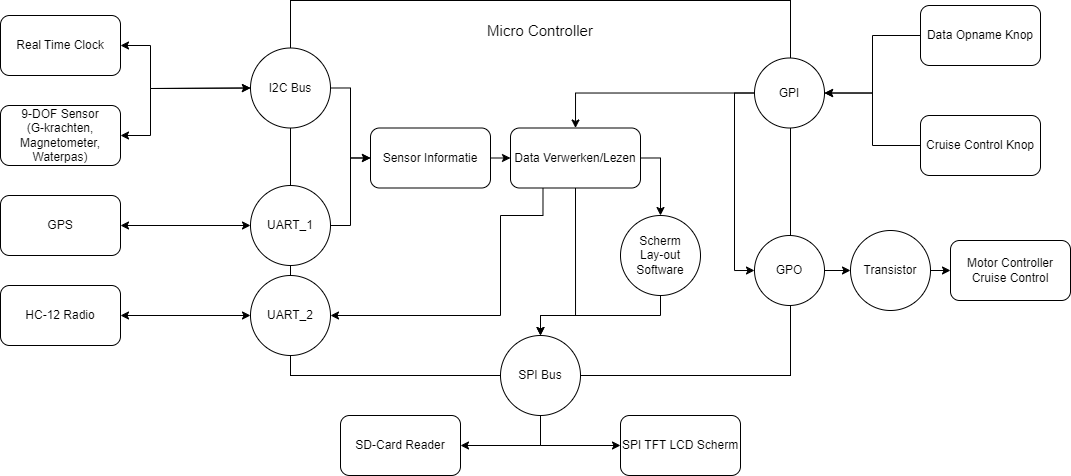 Micro Controller
Real Time Clock
9-DOF Sensor
(G-krachten,
Magnetometer,
Waterpas)
GPS
HC-12 Radio
I2C Bus
UART_1
UART_2
Sensor Informatie
Data Verwerken/Lezen
Scherm
Lay-out
Software
SPI Bus
SD-Card Reader
SPI TFT LCD Scherm
GPI
GPO
Data Opname Knop
Cruise Control Knop
Transistor
Motor Controller
Cruise Control